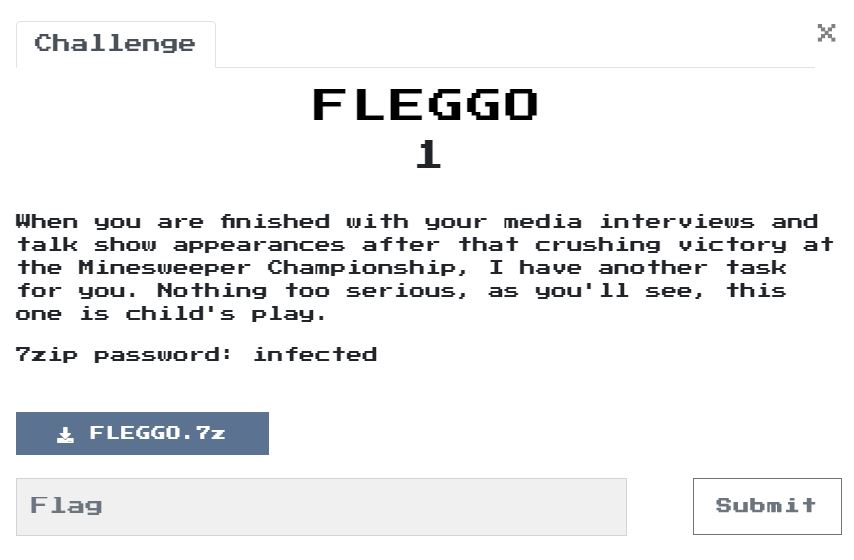 Challenge
x
FLEGGO
1
When you are finished with your media interviews and
talk show appearances after that crushing victory at
the Minesweeper Championship, I have another task
for you. Nothing too serious, as you'll see, this
one is child's play.
7zip password: infected
FLEGGO.7z
Flag
Submit